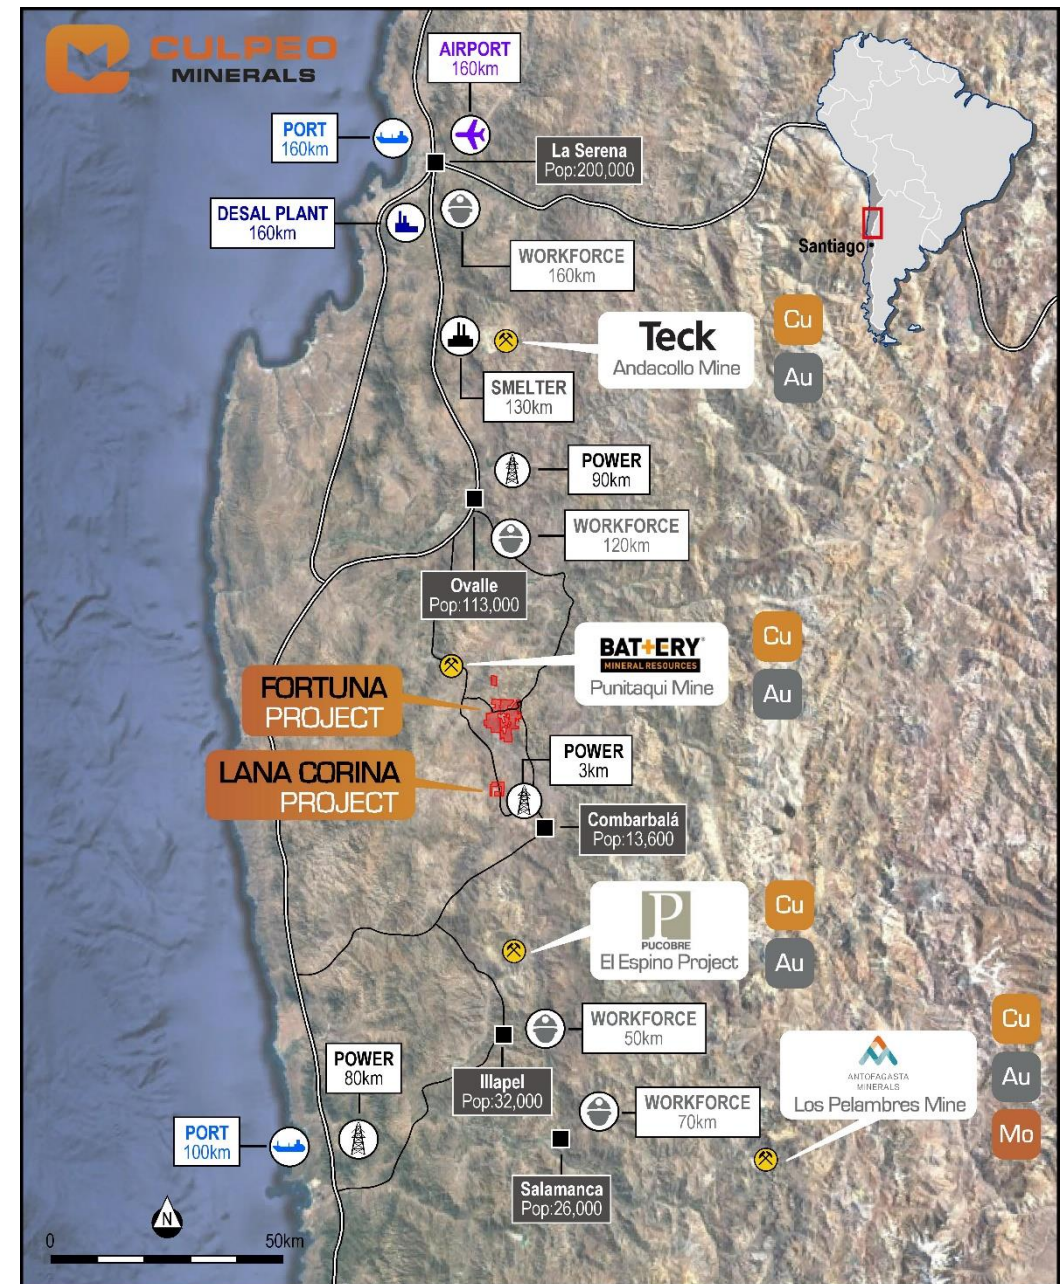 CULPEO
MINERALS
AIRPORT
160km
PORT
160km
La Serena
Pop:200,000
DESAL PLANT
160km
WORKFORCE
160km
Santiago
Teck
Andacollo Mine
Cu
Au
SMELTER
130km
POWER
90km
WORKFORCE
120km
Ovalle
Pop:113,000
BATTERY
MINERAL RESOURCES
Punitaqui Mine
Cu
Au
FORTUNA
PROJECT
LANA CORINA
PROJECT
POWER
3km
Combarbalá
Pop:13,600
P
PUCOBRE
El Espino Project
Cu
Au
WORKFORCE
50km
Illapel
Pop:32,000
POWER
80km
PORT
100km
WORKFORCE
70km
ANTOFAGASTA
MINERALS
Los Pelambres Mine
Cu
Au
Mo
Salamanca
Pop:26,000
N
0 50km